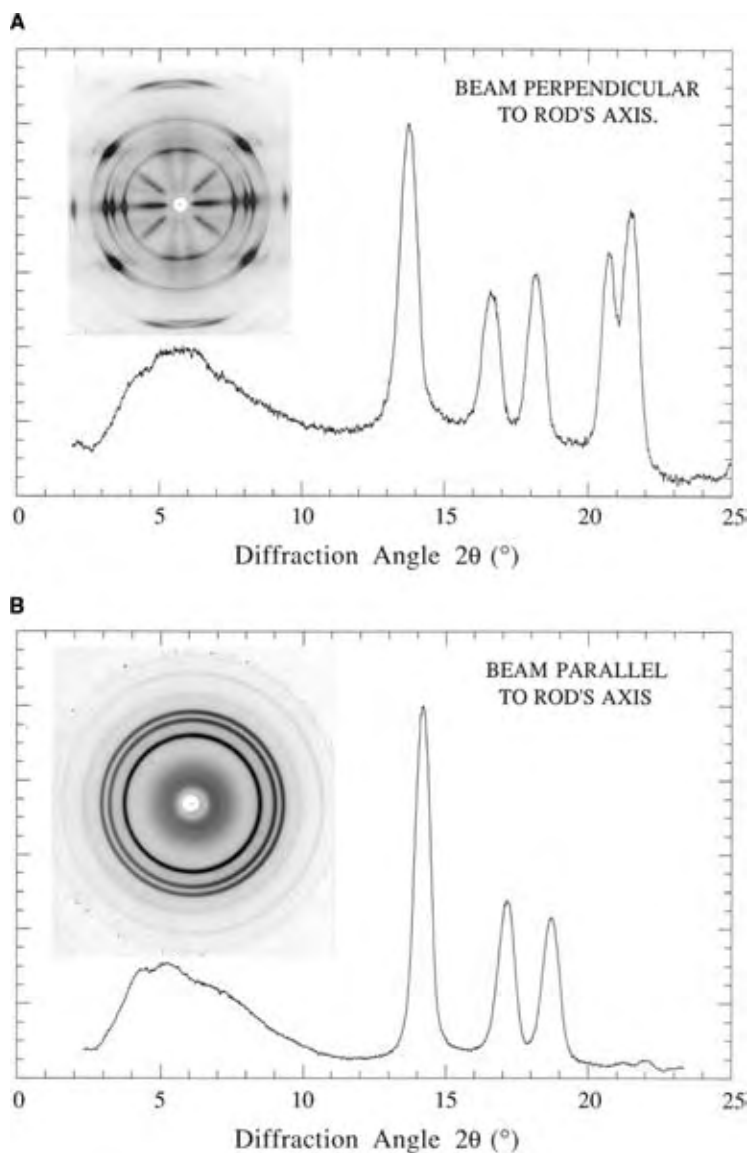 A
BEAM PERPENDICULAR
TO ROD'S AXIS.
0 5 10 15 20 25
Diffraction Angle 2θ (°)
B
BEAM PARALLEL
TO ROD'S AXIS
0 5 10 15 20 25
Diffraction Angle 2θ (°)